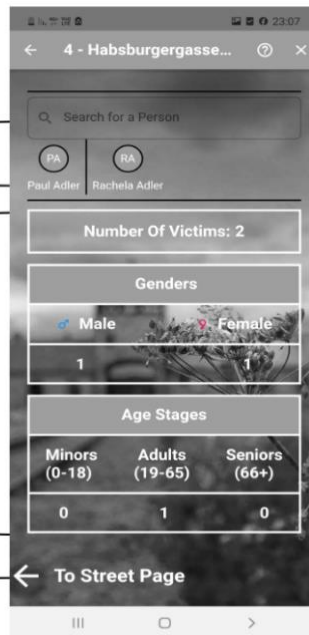 23:07
4 - Habsburgergasse...
Search for a Person
PA
RA
Paul Adler
Rachela Adler
Number Of Victims: 2
Genders
♂ Male ♀ Female
1 1
Age Stages
Minors Adults Seniors
(0-18) (19-65) (66+)
0 1 0
← To Street Page